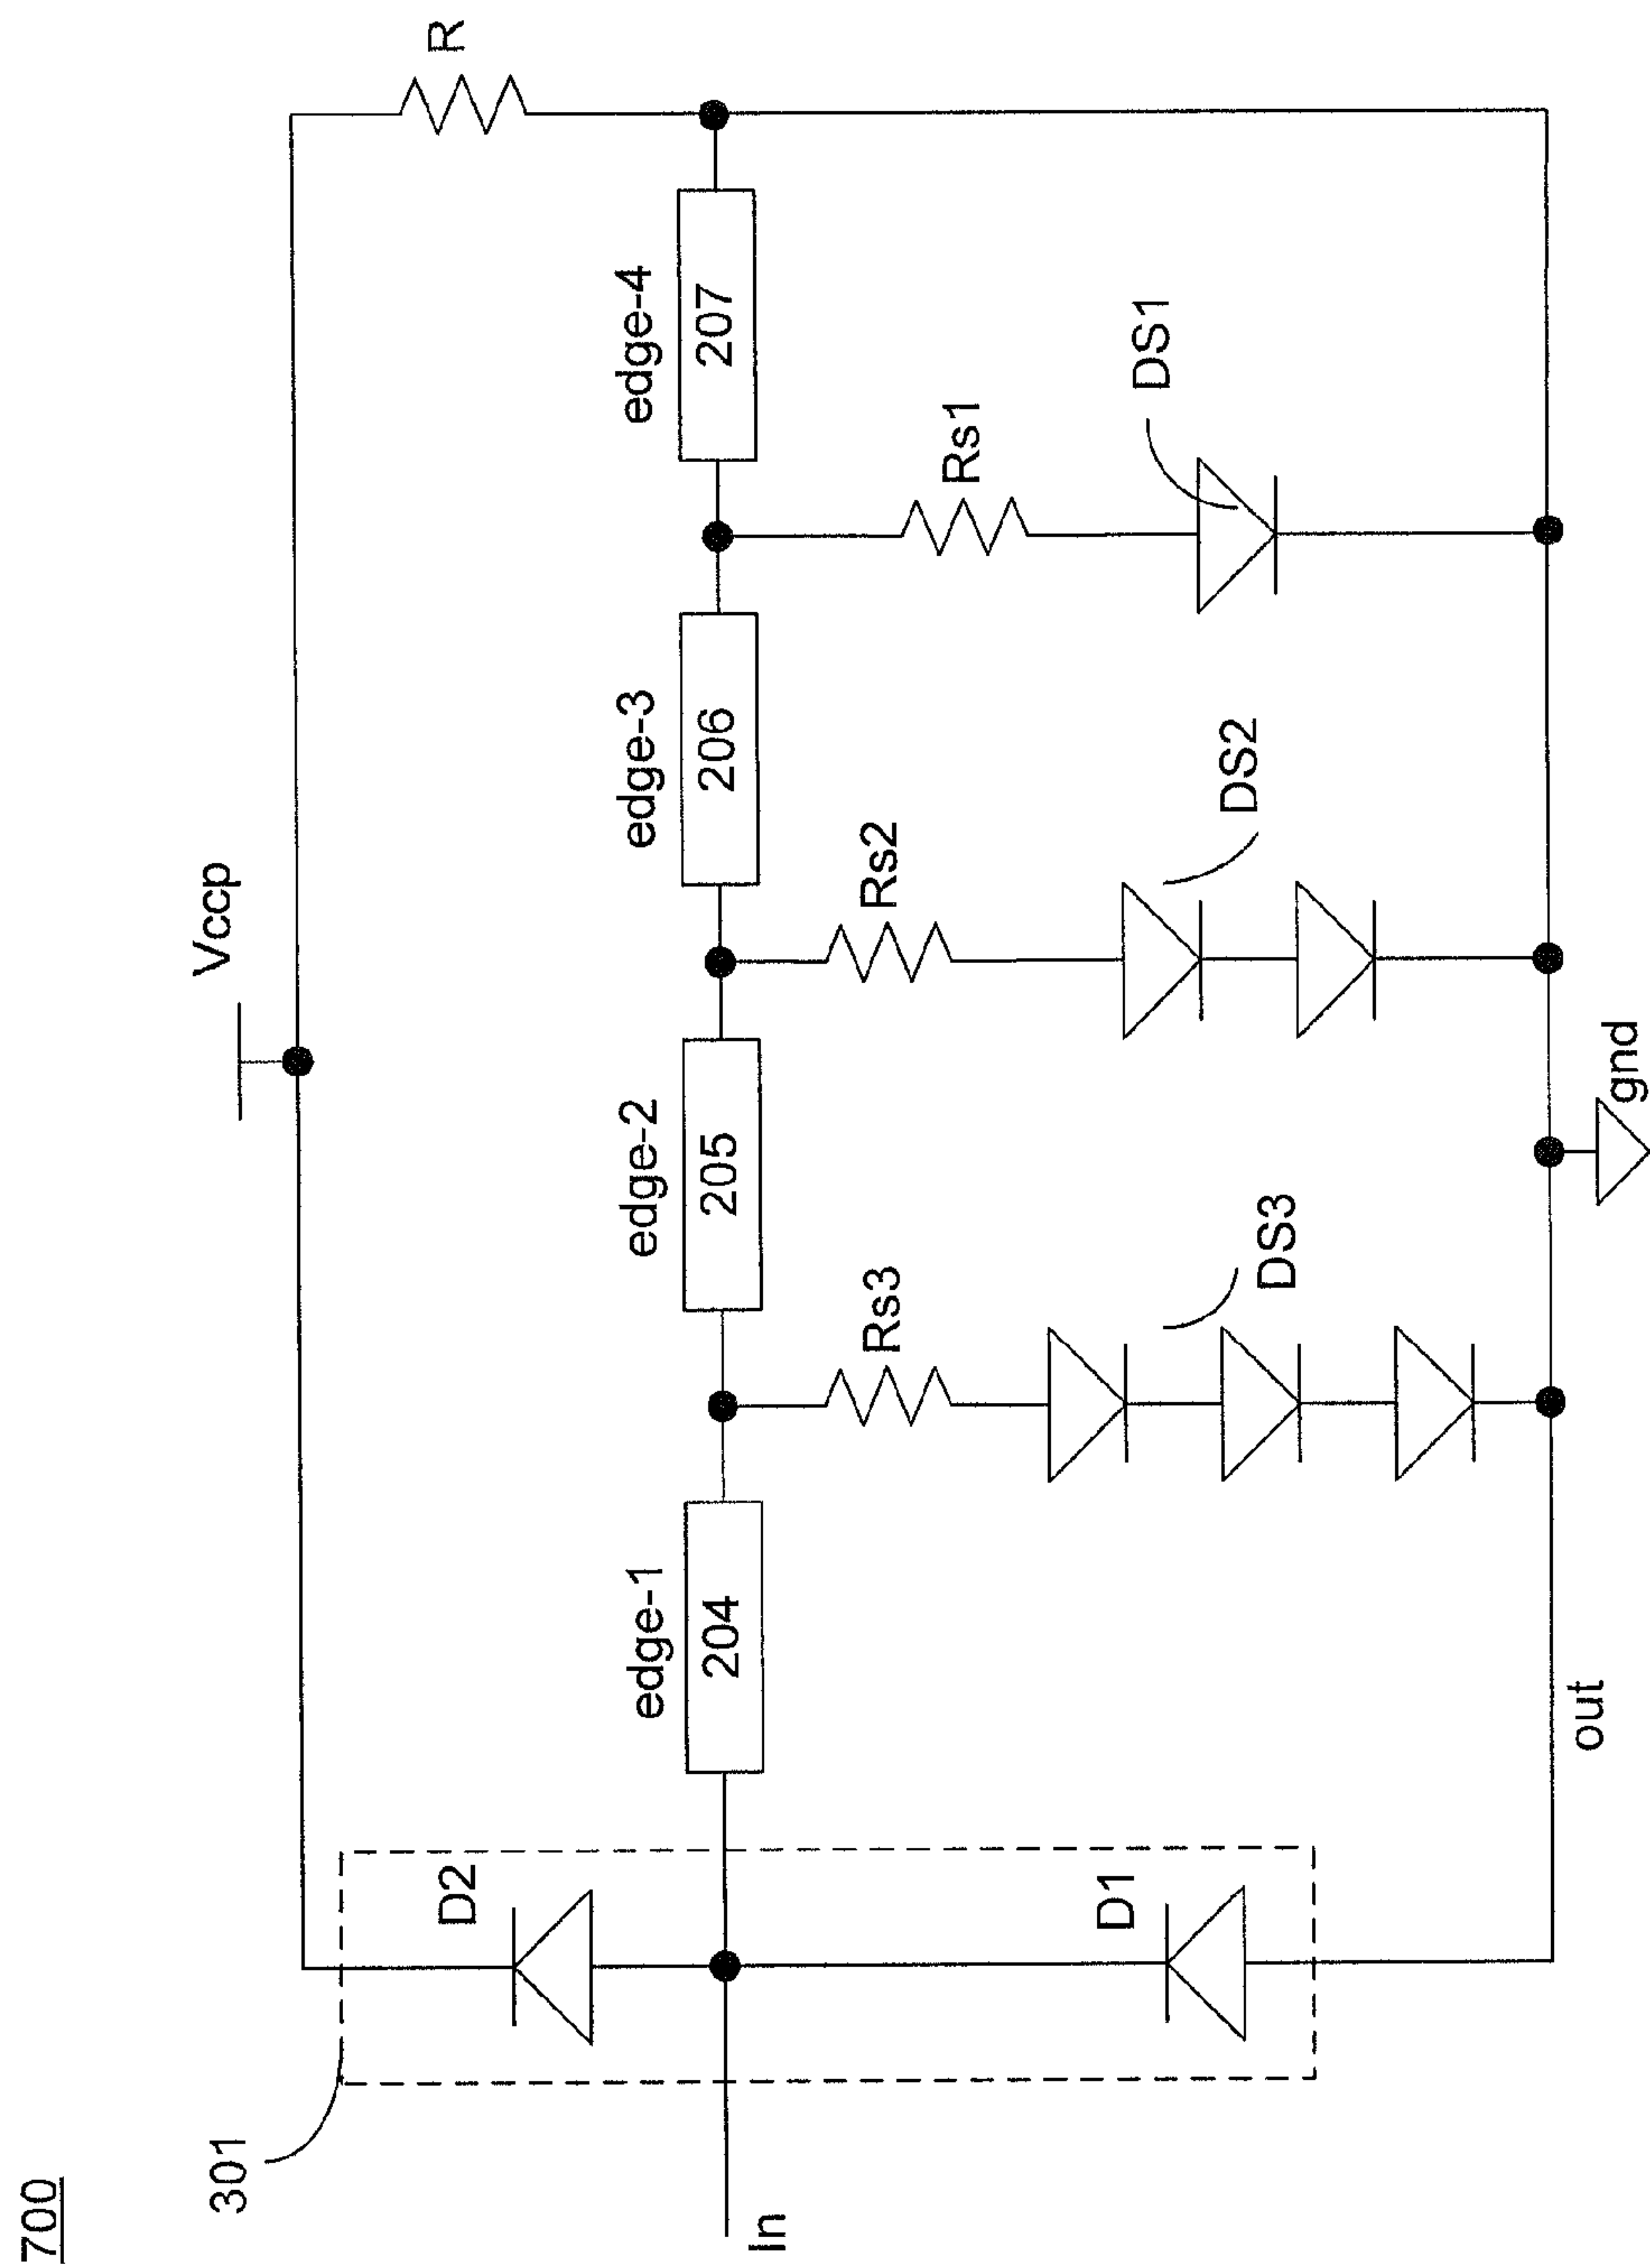 700
301
Vccp
R
D2
edge-1
204
edge-2
205
edge-3
206
edge-4
207
In
Rs3
Rs2
Rs1
D1
DS3
DS2
DS1
out
gnd